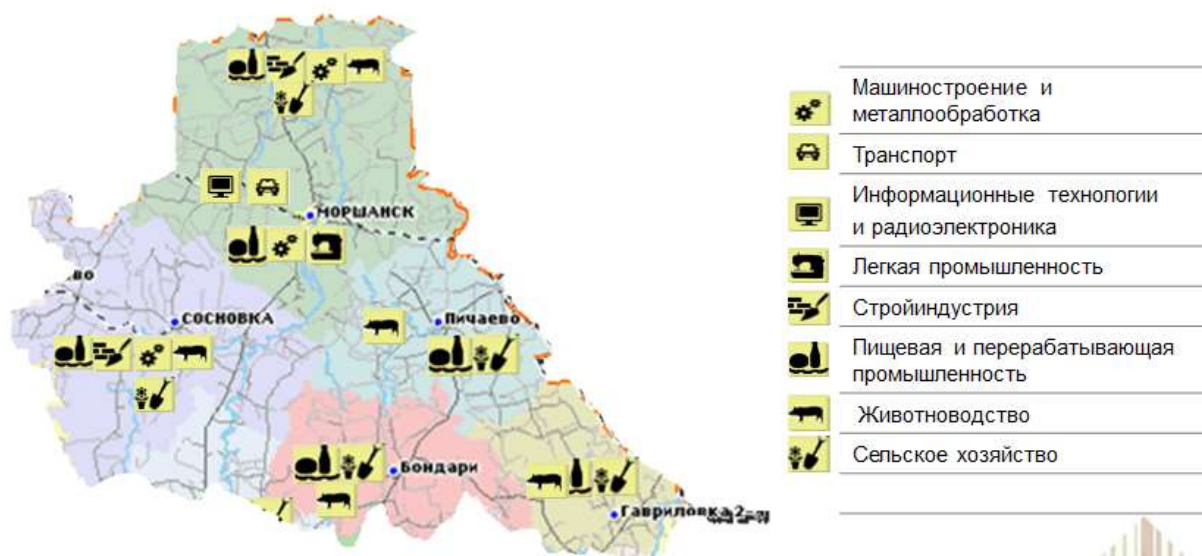 МОРШАНСК
во
СОСНОВКА
Пичаево
Бондари
Гавриловка 2-
Машиностроение и
металлообработка
Транспорт
Информационные технологии
и радиоэлектроника
Легкая промышленность
Стройиндустрия
Пищевая и перерабатывающая
промышленность
Животноводство
Сельское хозяйство